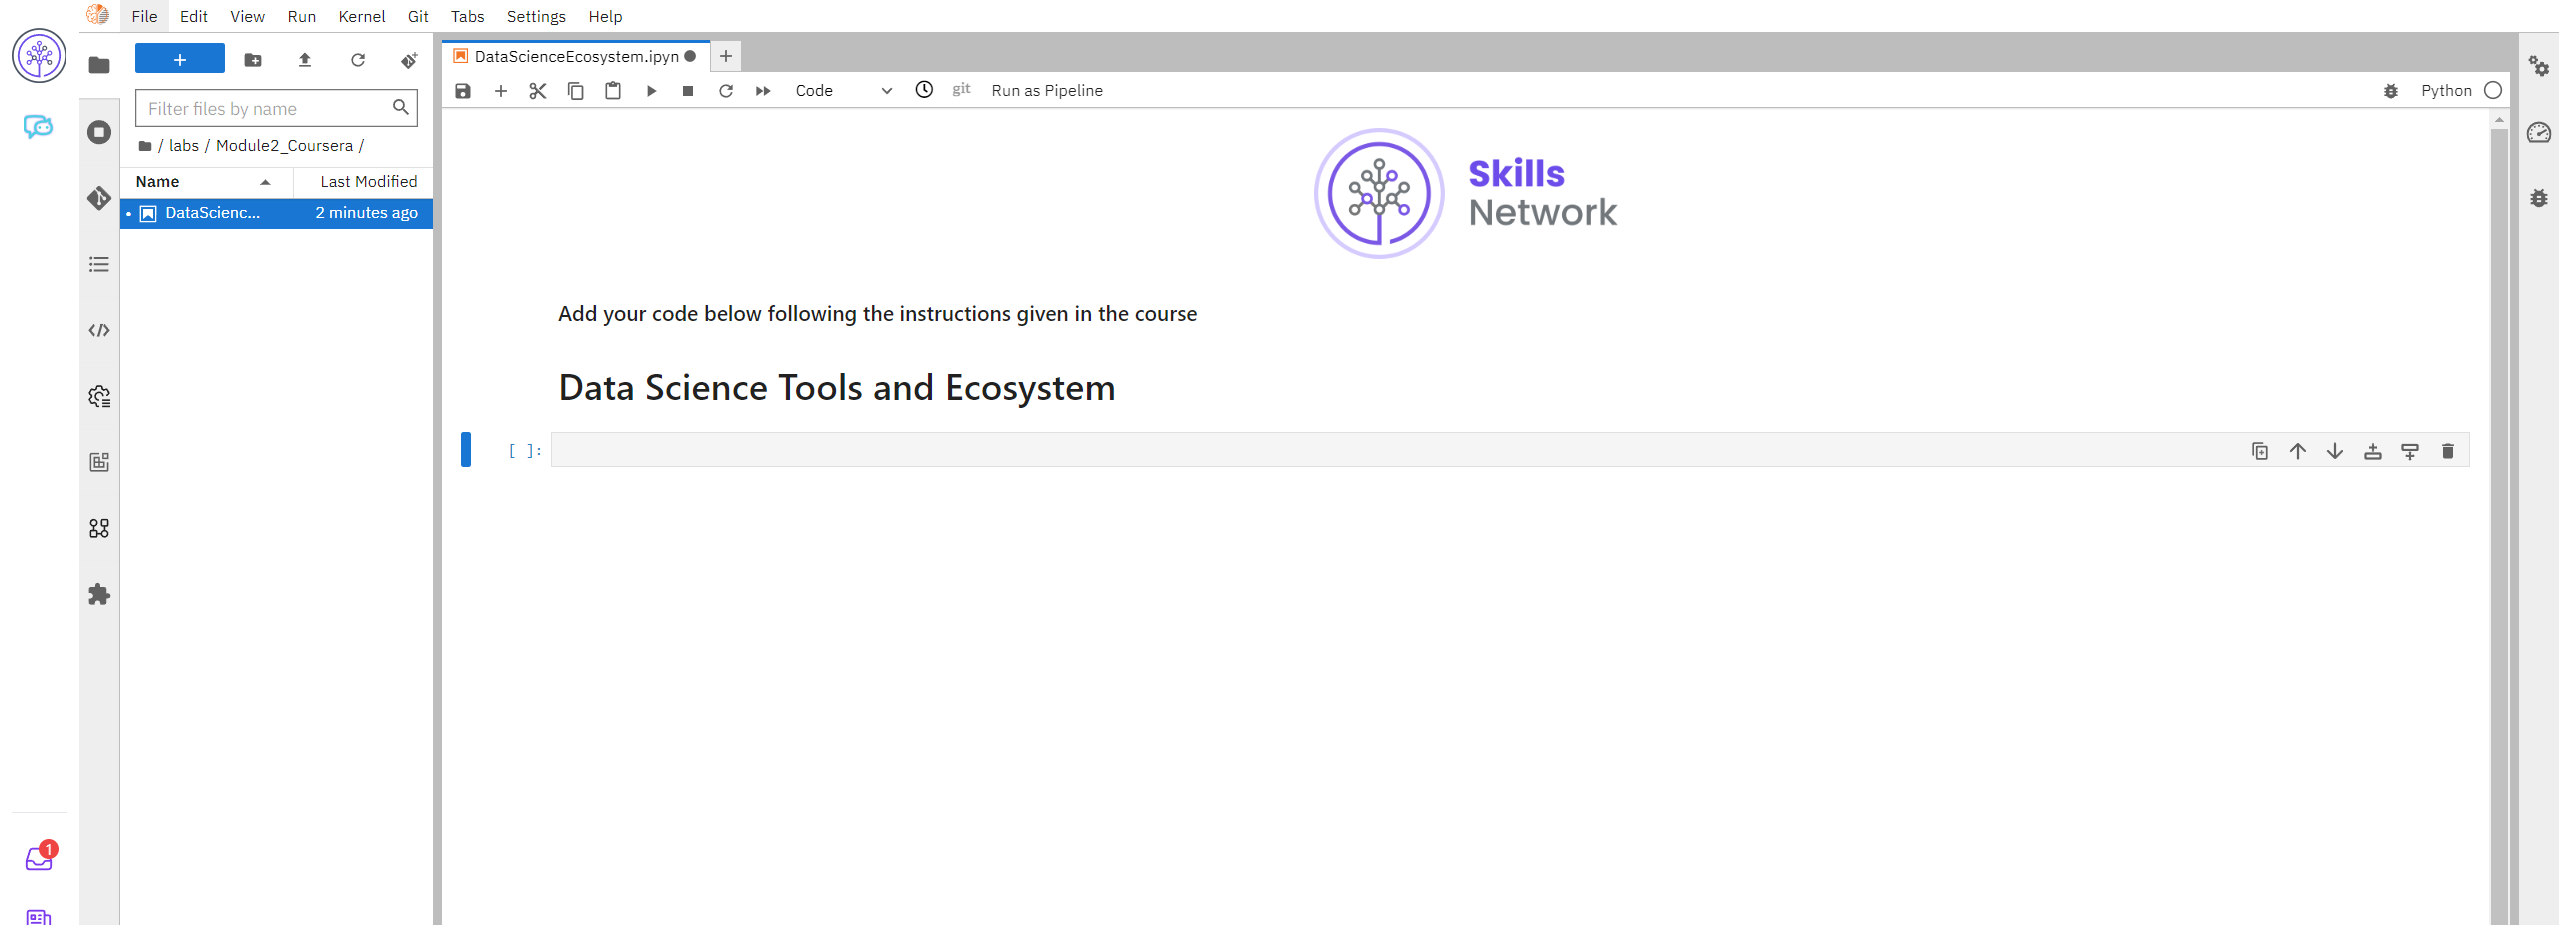 File Edit View Run Kernel Git Tabs Settings Help
DataScienceEcosystem.ipyn
Code git Run as Pipeline Python
Filter files by name
/ labs / Module2_Coursera /
Name Last Modified
DataScienc... 2 minutes ago
Skills
Network
Add your code below following the instructions given in the course
Data Science Tools and Ecosystem
[ ]:
1